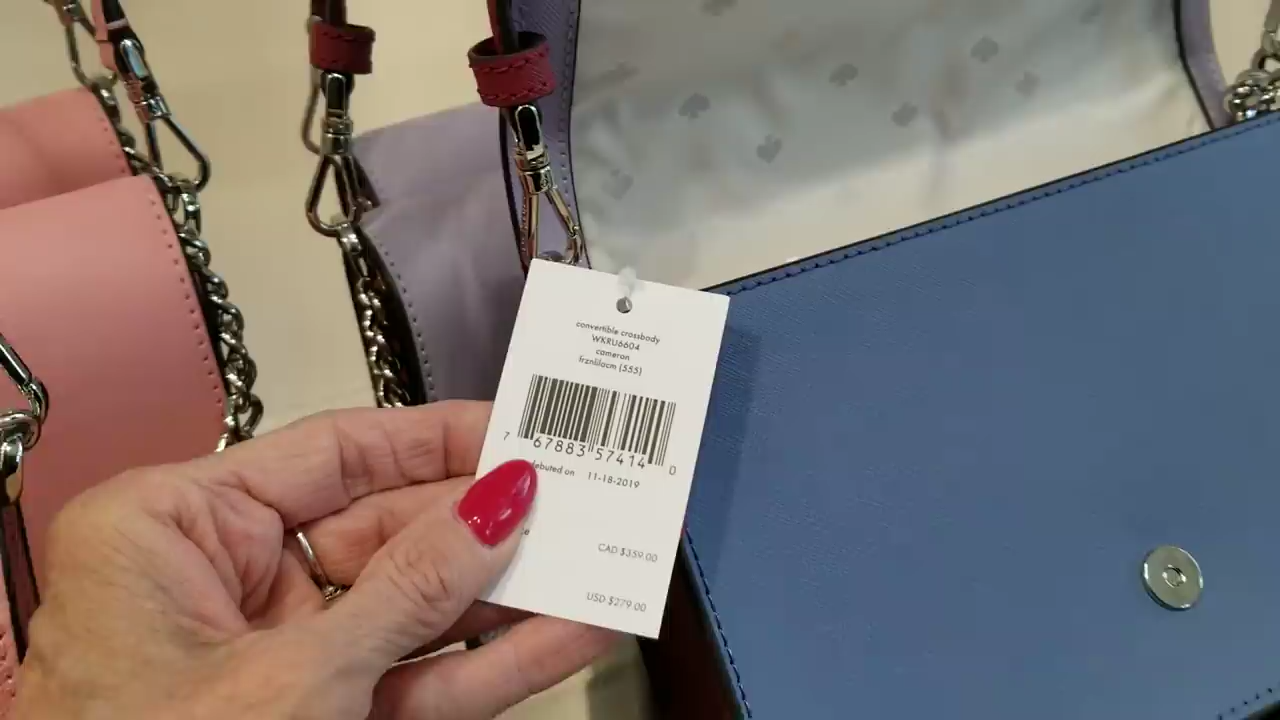 convertible crossbody
WKRU6604
cameron
frznlilacm (555)
7 67883 57414 0
debuted on 11-18-2019
CAD $359.00
USD $279.00